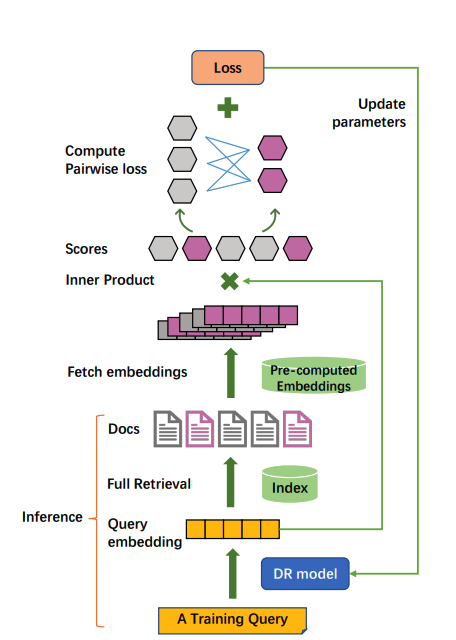 Loss
Update
parameters
Compute
Pairwise loss
Scores
Inner Product
Fetch embeddings
Pre-computed
Embeddings
Docs
Full Retrieval
Index
Inference
Query
embedding
DR model
A Training Query